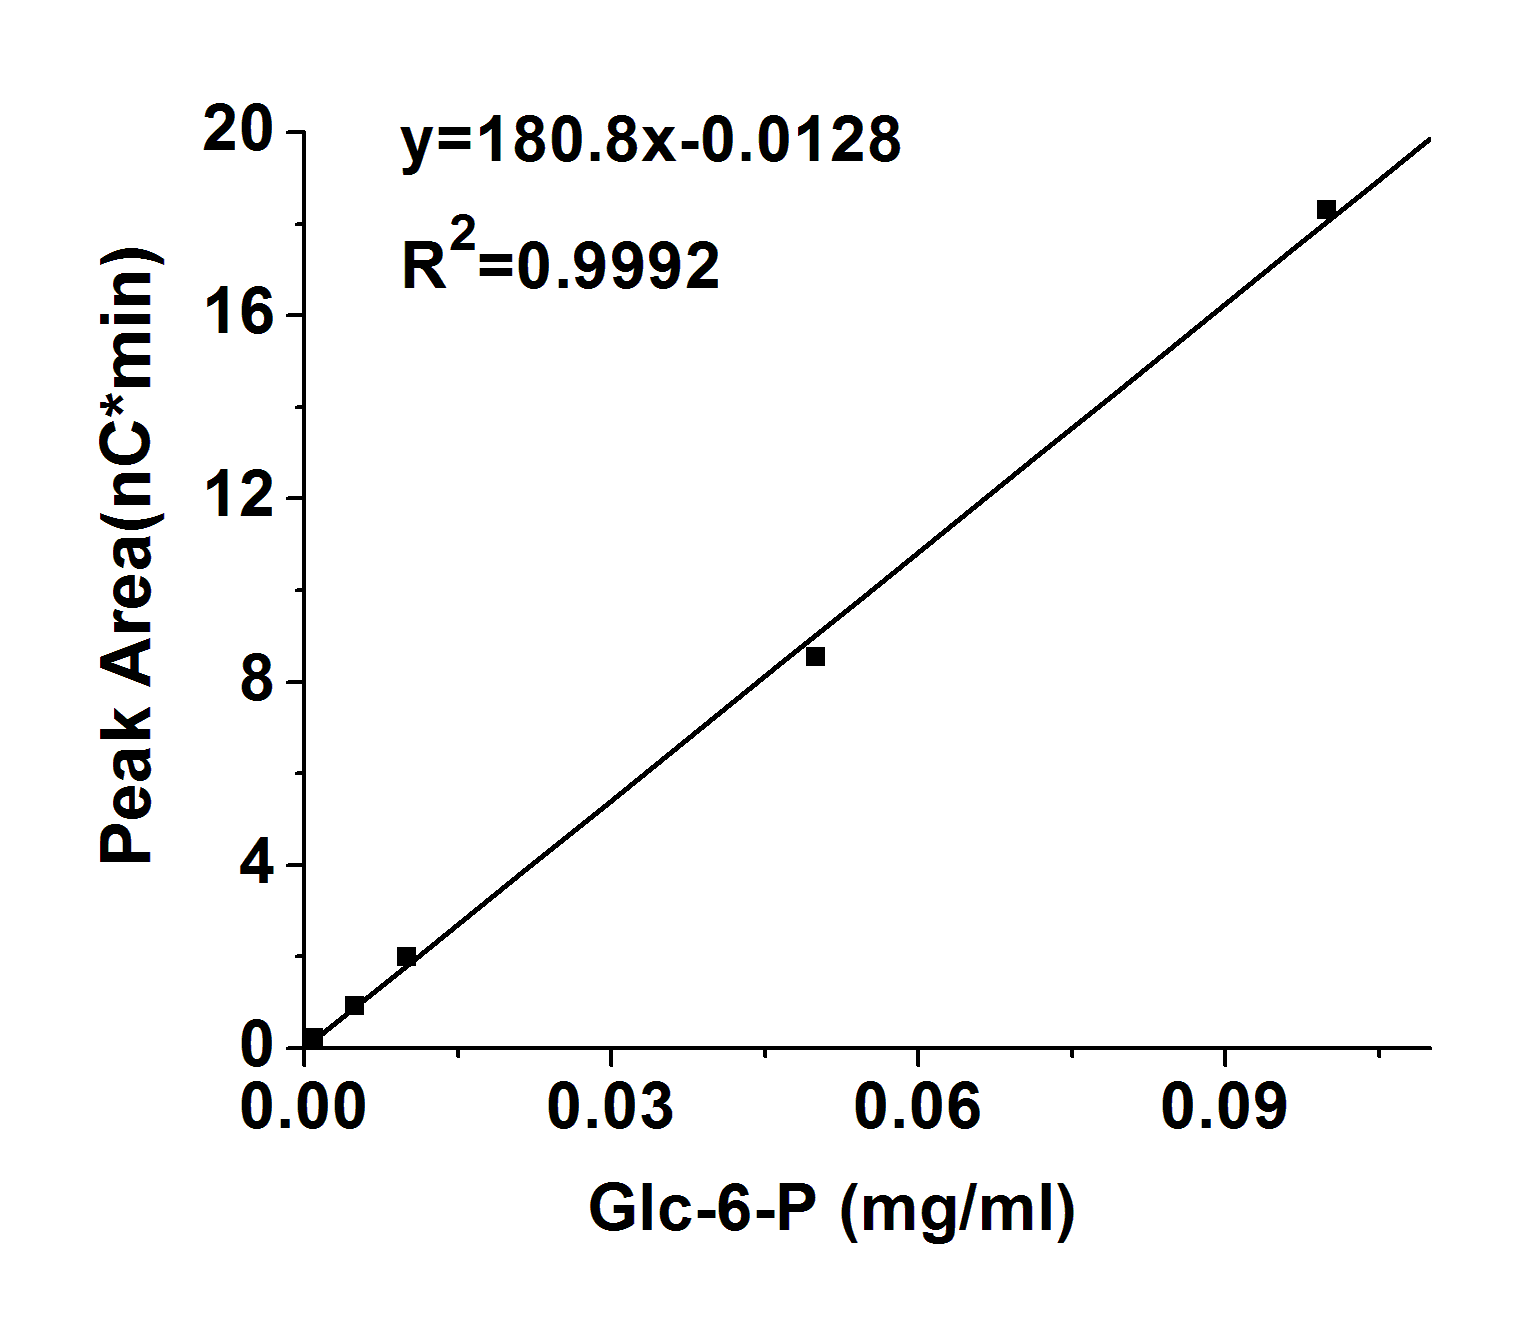 y=180.8x-0.0128
R²=0.9992
Peak Area(nC*min)
20
16
12
8
4
0
0.00 0.03 0.06 0.09
Glc-6-P (mg/ml)